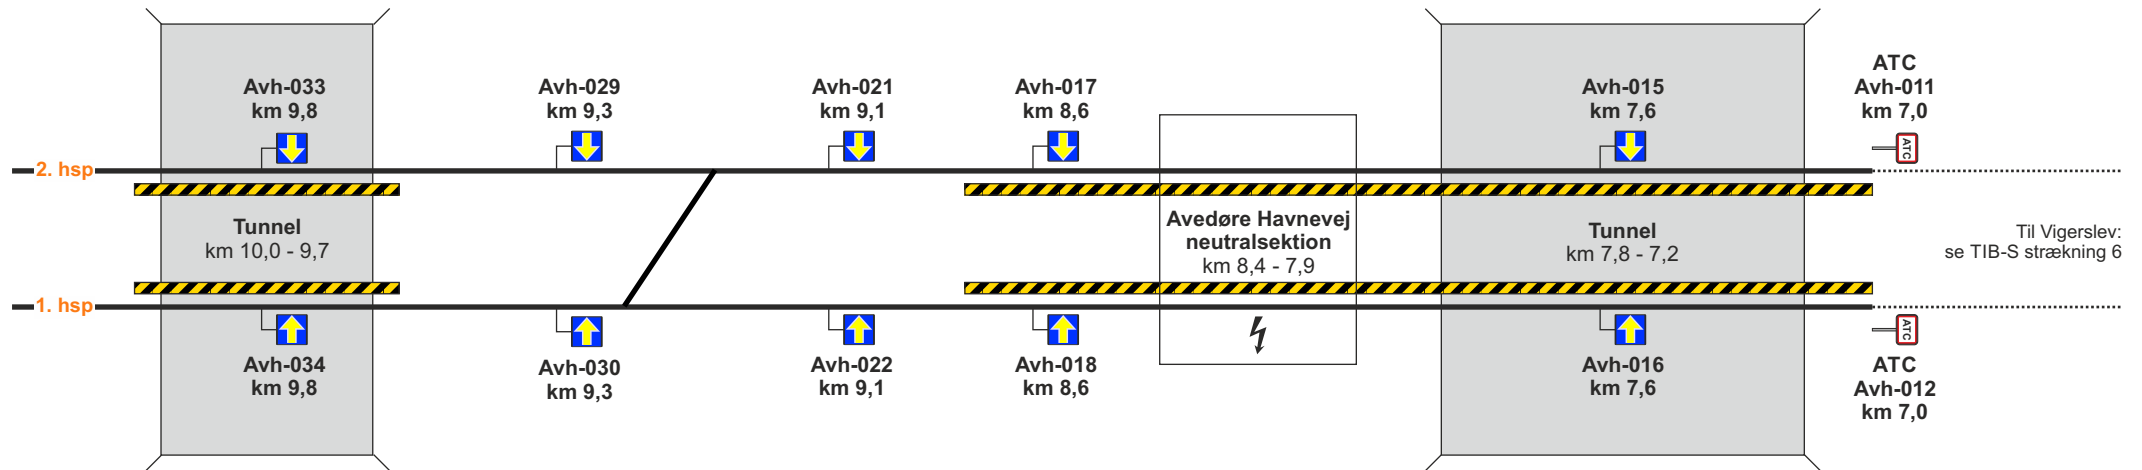 Avh-033
km 9,8
Avh-029
km 9,3
Avh-021
km 9,1
Avh-017
km 8,6
Avh-015
km 7,6
ATC
Avh-011
km 7,0
ATC
2. hsp
Tunnel
km 10,0 - 9,7
Avedøre Havnevej
neutralsektion
km 8,4 - 7,9
Tunnel
km 7,8 - 7,2
Til Vigerslev:
se TIB-S strækning 6
1. hsp
Avh-034
km 9,8
Avh-030
km 9,3
Avh-022
km 9,1
Avh-018
km 8,6
Avh-016
km 7,6
ATC
ATC
Avh-012
km 7,0